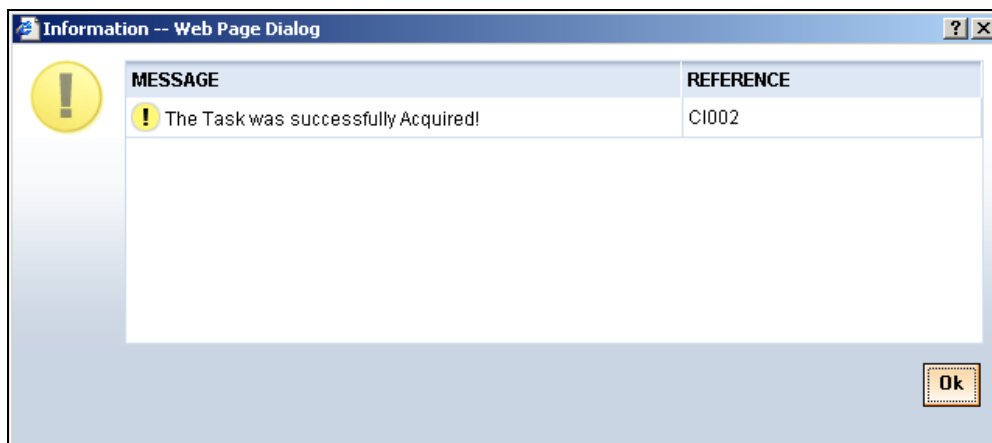 Information -- Web Page Dialog
MESSAGE REFERENCE
The Task was successfully Acquired! CI002
Ok